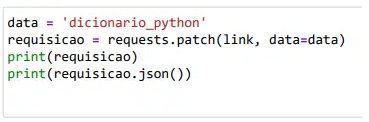 data = 'dicionario_python'
requisicao = requests.patch(link, data=data)
print(requisicao)
print(requisicao.json())